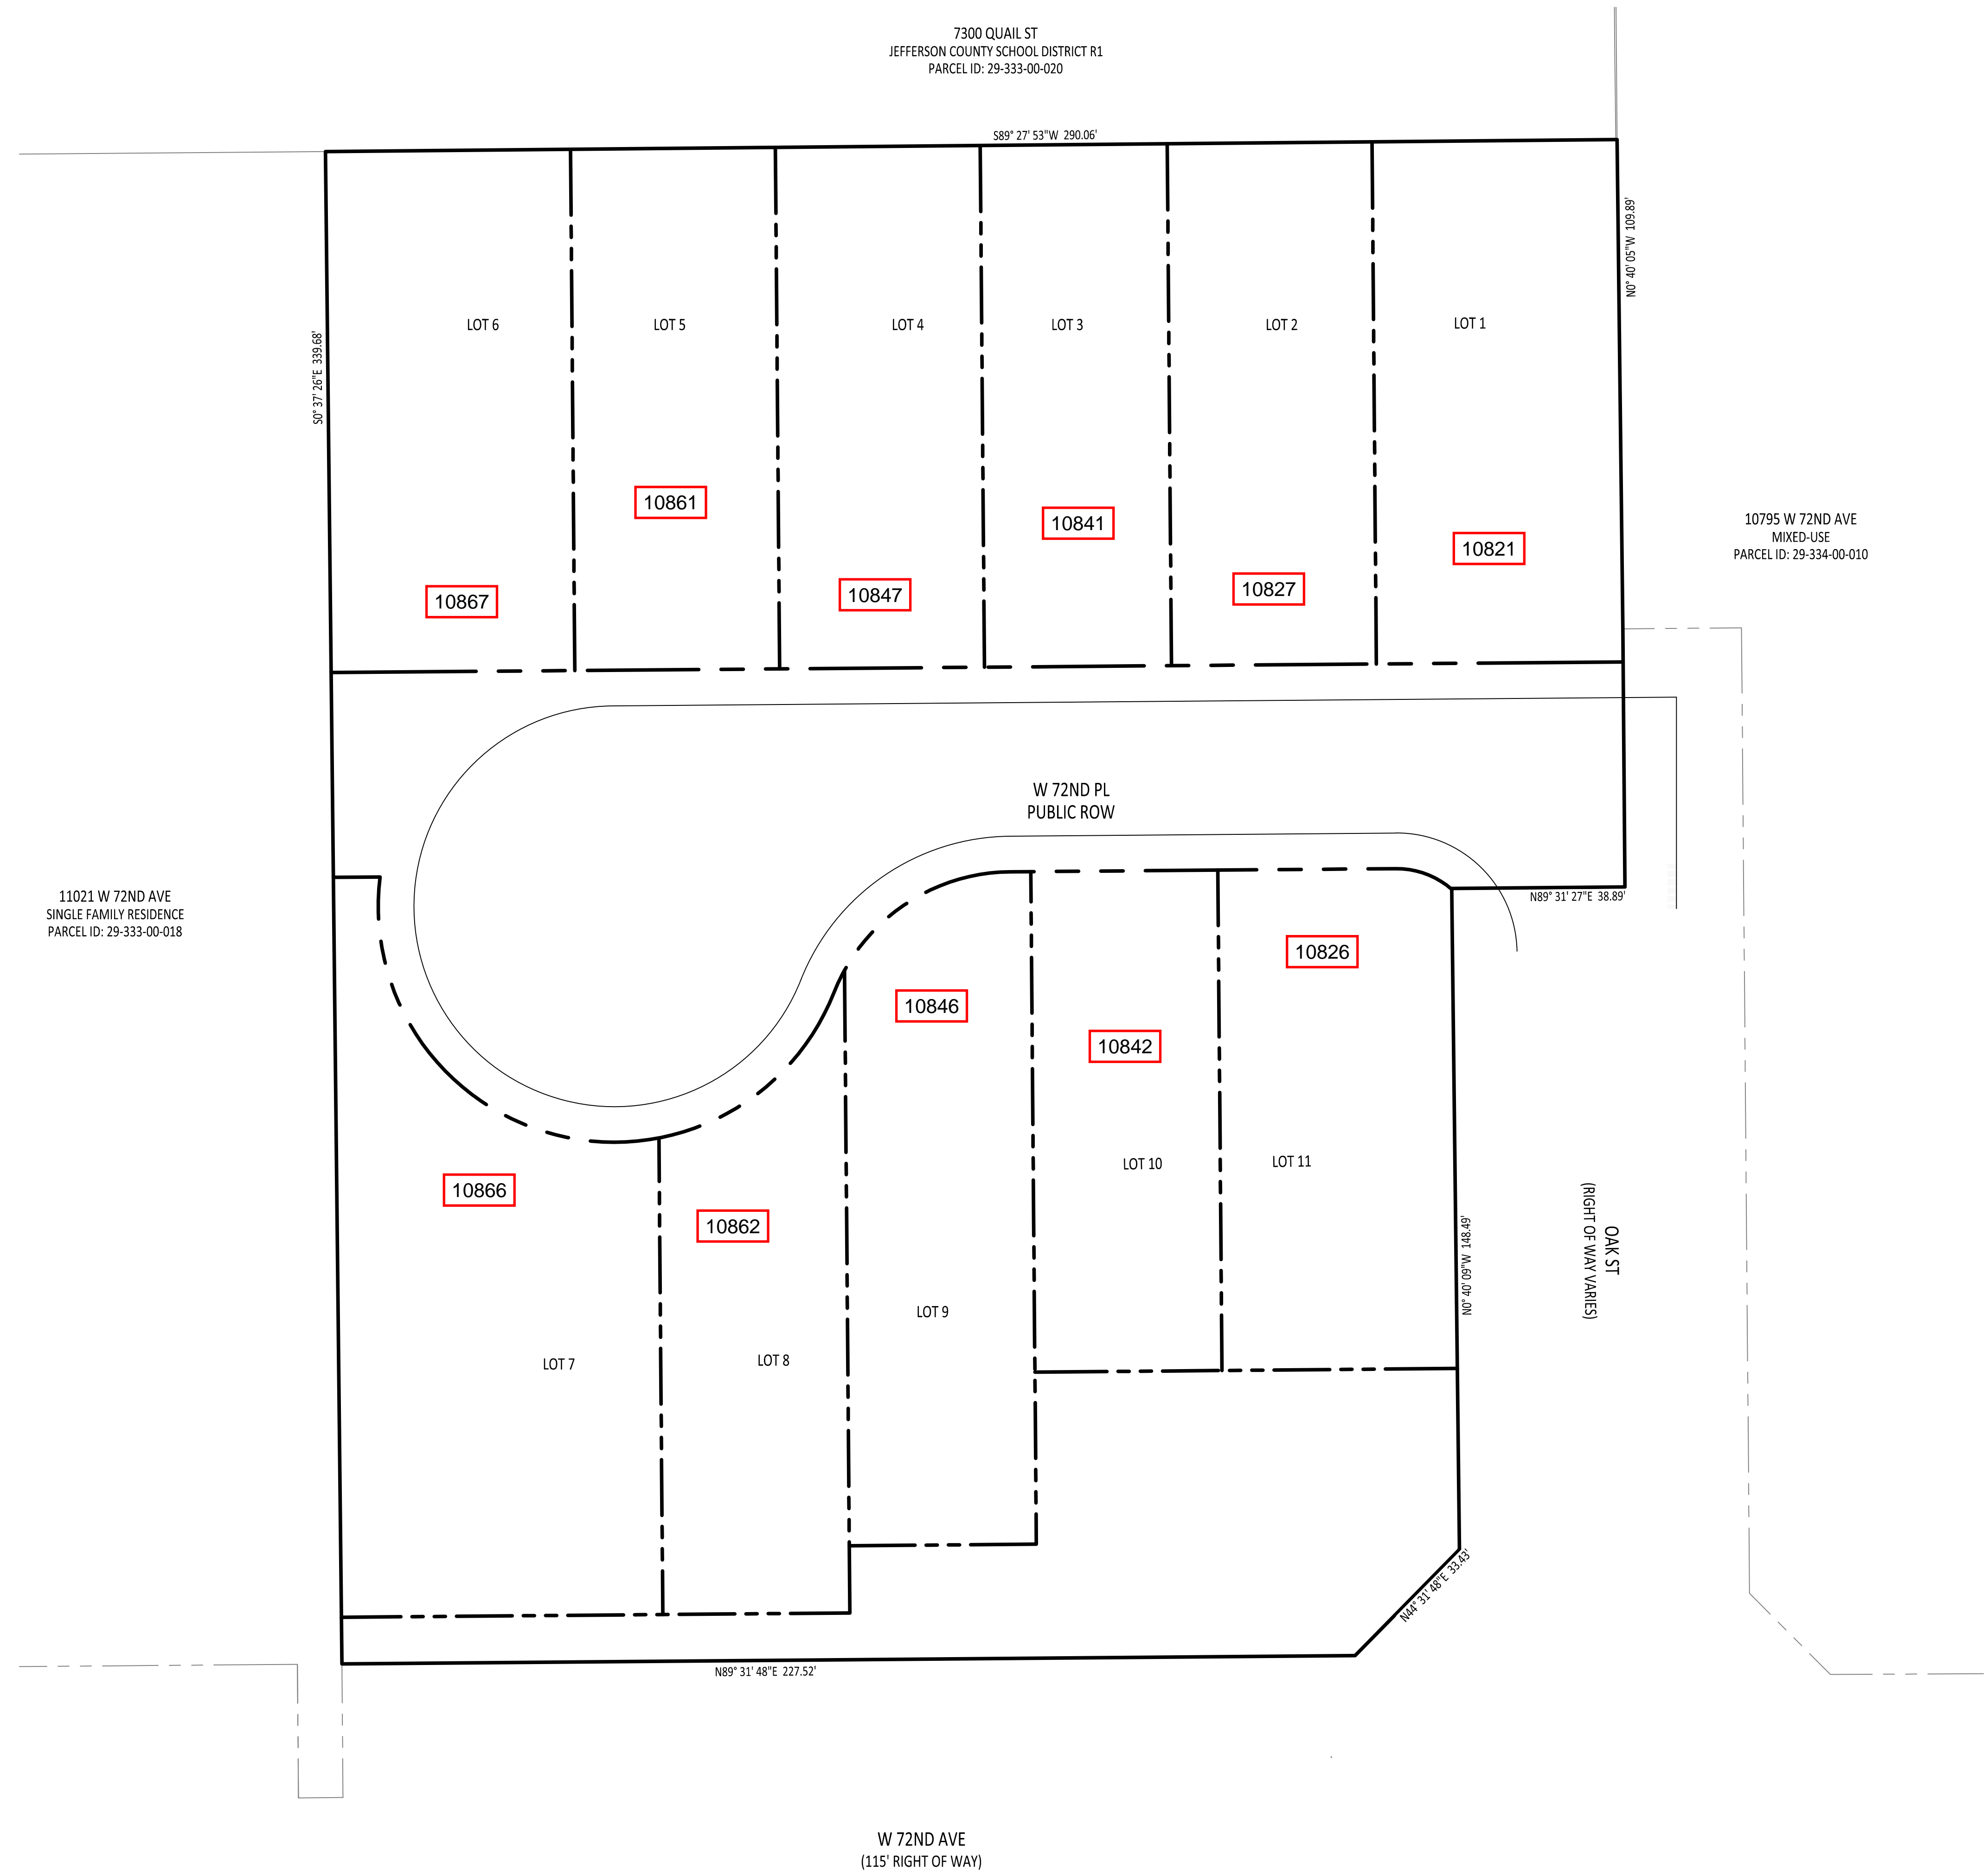 7300 QUAIL ST
JEFFERSON COUNTY SCHOOL DISTRICT R1
PARCEL ID: 29-333-00-020
S89° 27' 53"W 290.06'
N0° 40' 05"W 109.89'
S0° 37' 26"E 339.68'
LOT 6
LOT 5
LOT 4
LOT 3
LOT 2
LOT 1
10861
10841
10821
10867
10847
10827
10795 W 72ND AVE
MIXED-USE
PARCEL ID: 29-334-00-010
W 72ND PL
PUBLIC ROW
11021 W 72ND AVE
SINGLE FAMILY RESIDENCE
PARCEL ID: 29-333-00-018
N89° 31' 27"E 38.89'
10826
10846
10842
10866
10862
LOT 10
LOT 11
LOT 9
LOT 7
LOT 8
N0° 40' 09"W 148.49'
OAK ST
(RIGHT OF WAY VARIES)
N44° 31' 48"E 33.43'
N89° 31' 48"E 227.52'
W 72ND AVE
(115' RIGHT OF WAY)